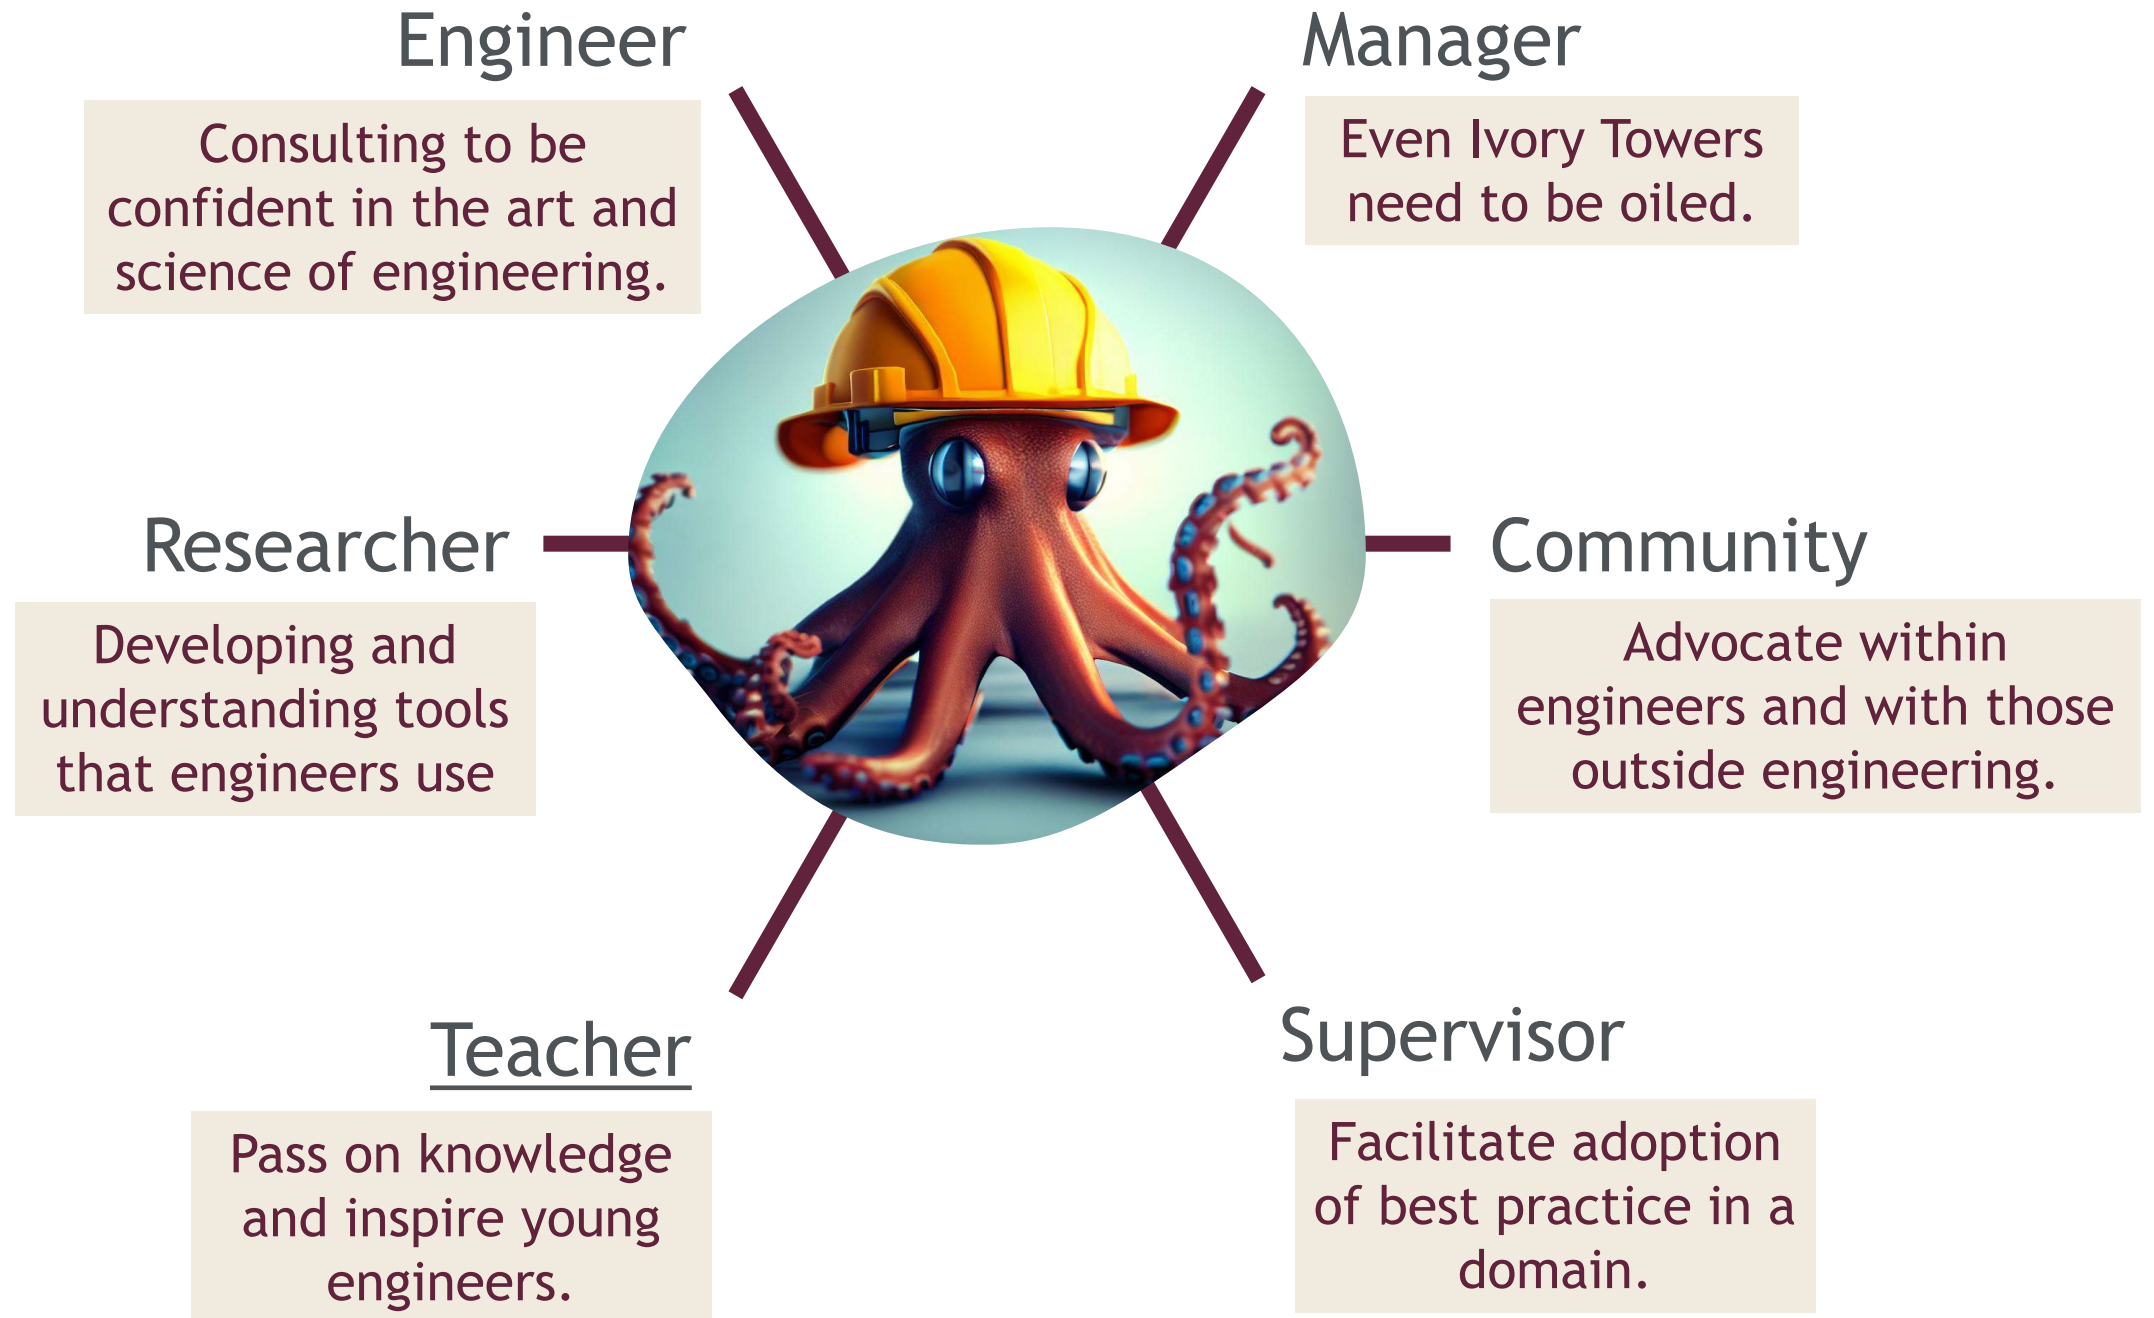 Engineer
Consulting to be
confident in the art and
science of engineering.
Manager
Even Ivory Towers
need to be oiled.
Researcher
Developing and
understanding tools
that engineers use
Community
Advocate within
engineers and with those
outside engineering.
Teacher
Pass on knowledge
and inspire young
engineers.
Supervisor
Facilitate adoption
of best practice in a
domain.